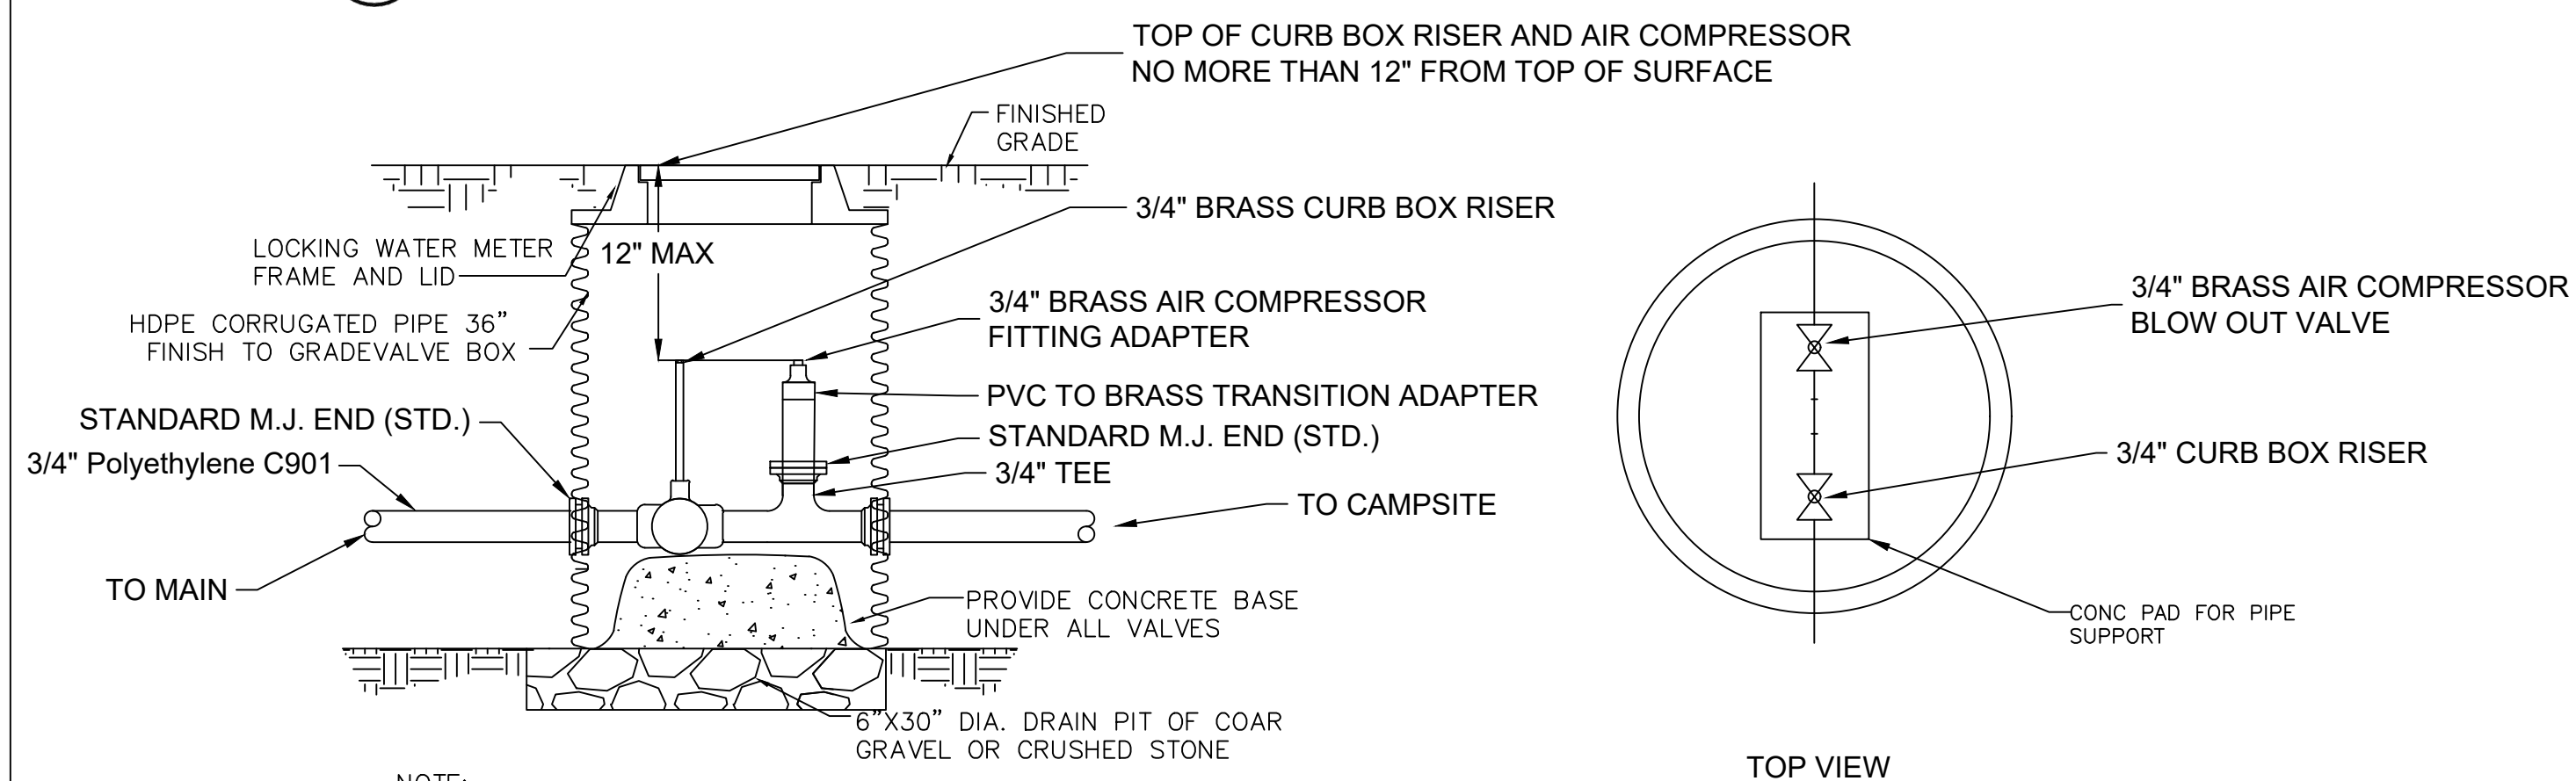 TOP OF CURB BOX RISER AND AIR COMPRESSOR
NO MORE THAN 12" FROM TOP OF SURFACE
FINISHED
GRADE
3/4" BRASS CURB BOX RISER
LOCKING WATER METER
FRAME AND LID
12" MAX
HDPE CORRUGATED PIPE 36”
FINISH TO GRADEVALVE BOX
3/4" BRASS AIR COMPRESSOR
FITTING ADAPTER
PVC TO BRASS TRANSITION ADAPTER
STANDARD M.J. END (STD.)
STANDARD M.J. END (STD.)
3/4" Polyethylene C901
3/4" TEE
TO CAMPSITE
TO MAIN
PROVIDE CONCRETE BASE
UNDER ALL VALVES
6”X30” DIA. DRAIN PIT OF COAR
GRAVEL OR CRUSHED STONE
3/4" BRASS AIR COMPRESSOR
BLOW OUT VALVE
3/4" CURB BOX RISER
CONC PAD FOR PIPE
SUPPORT
TOP VIEW
NOTE: